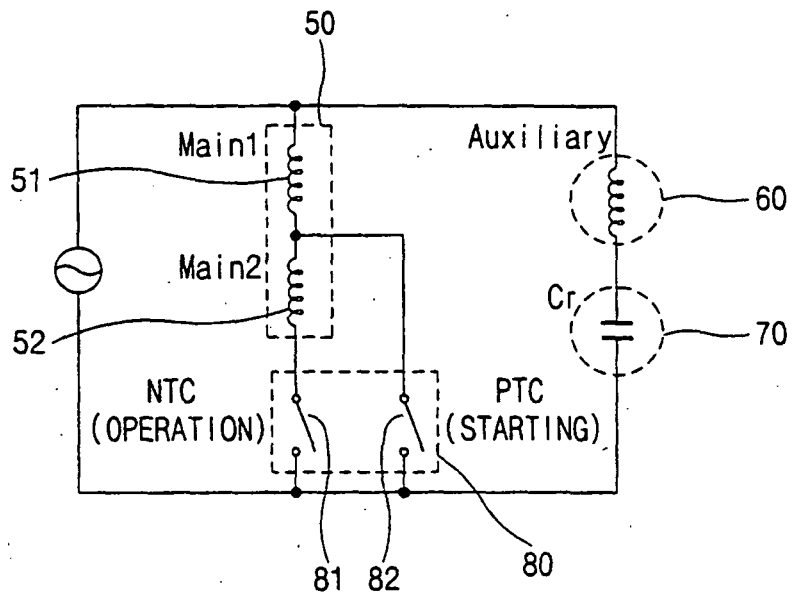 50
Main1
Auxiliary
51
60
Main2
Cr
52
70
NTC
(OPERATION)
PTC
(STARTING)
81
82
80